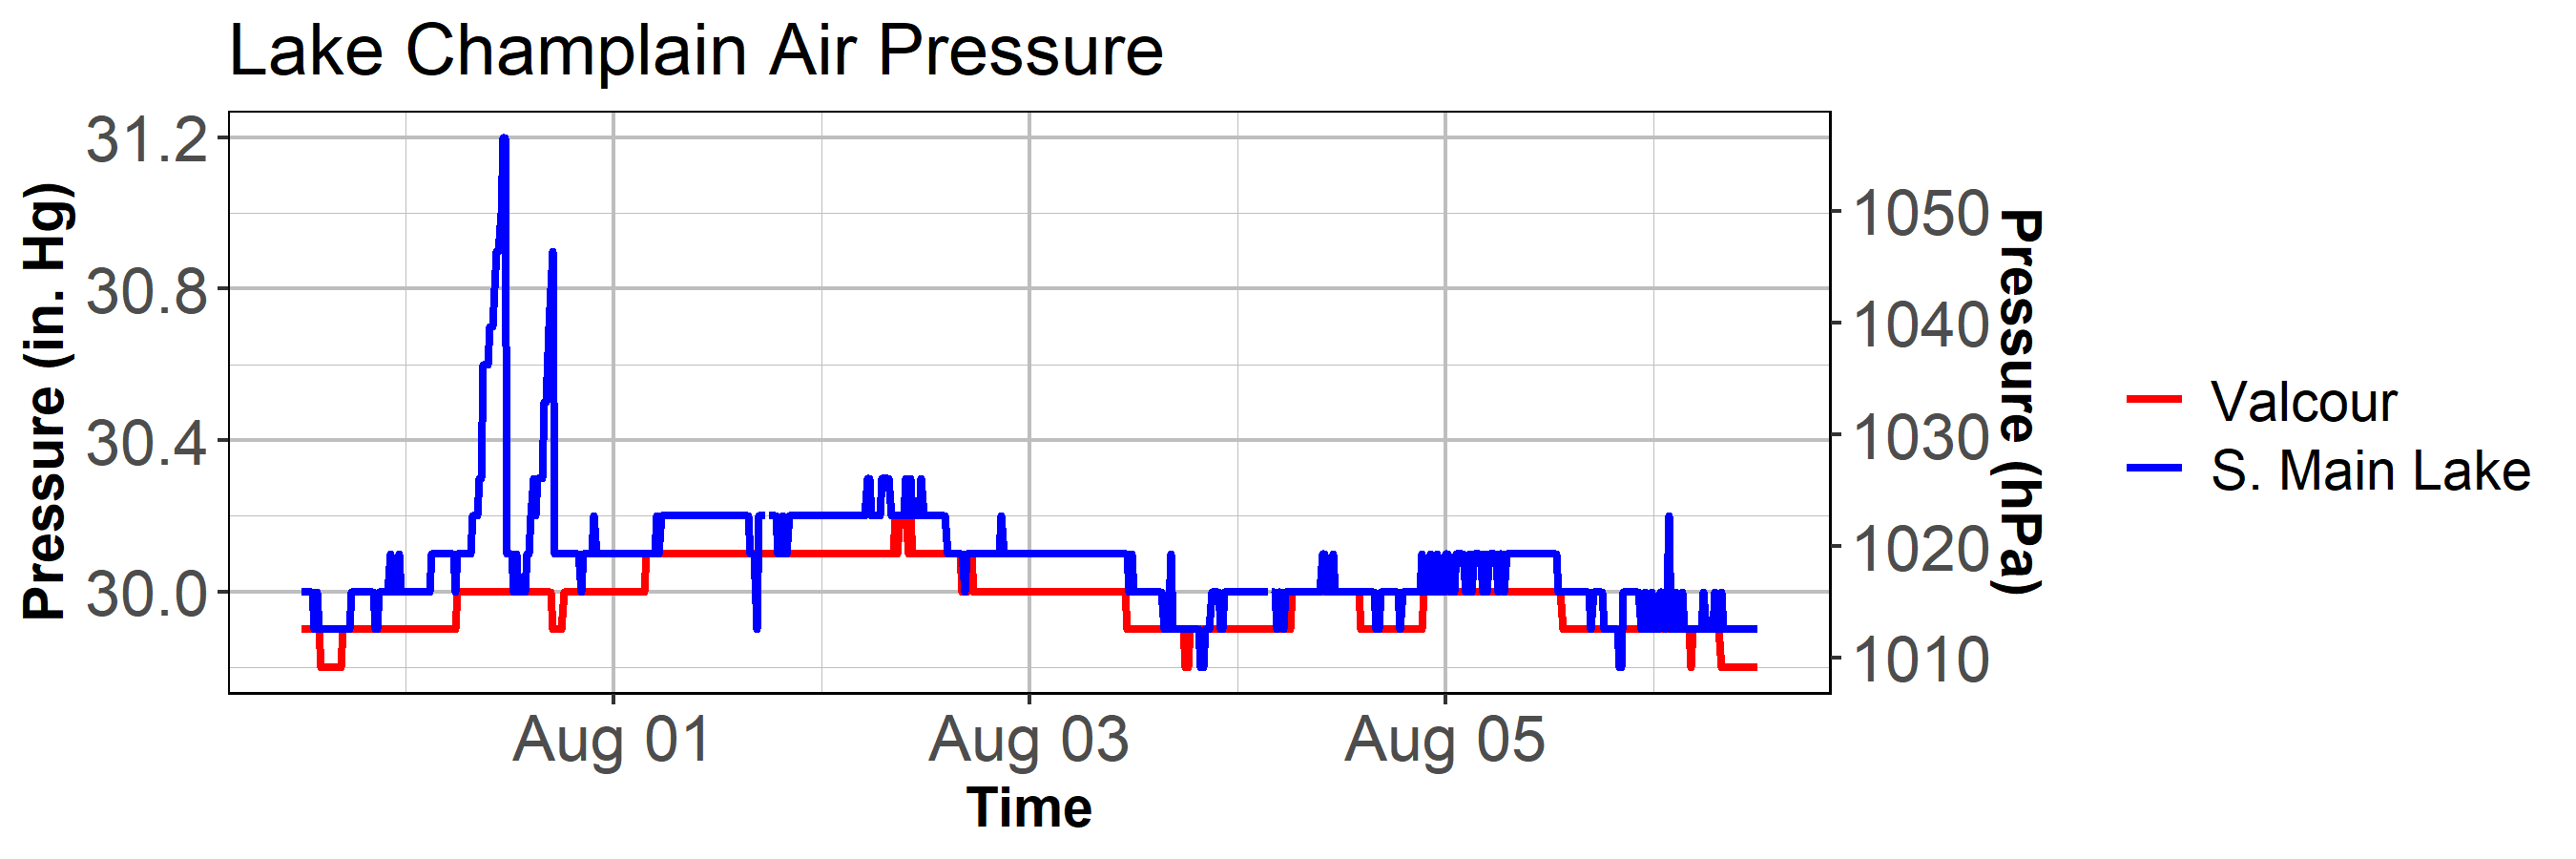 Lake Champlain Air Pressure
Pressure (in. Hg)
31.2
30.8
30.4
30.0
1050
1040
1030
1020
1010
Pressure (hPa)
Valcour
S. Main Lake
Aug 01 Aug 03 Aug 05
Time